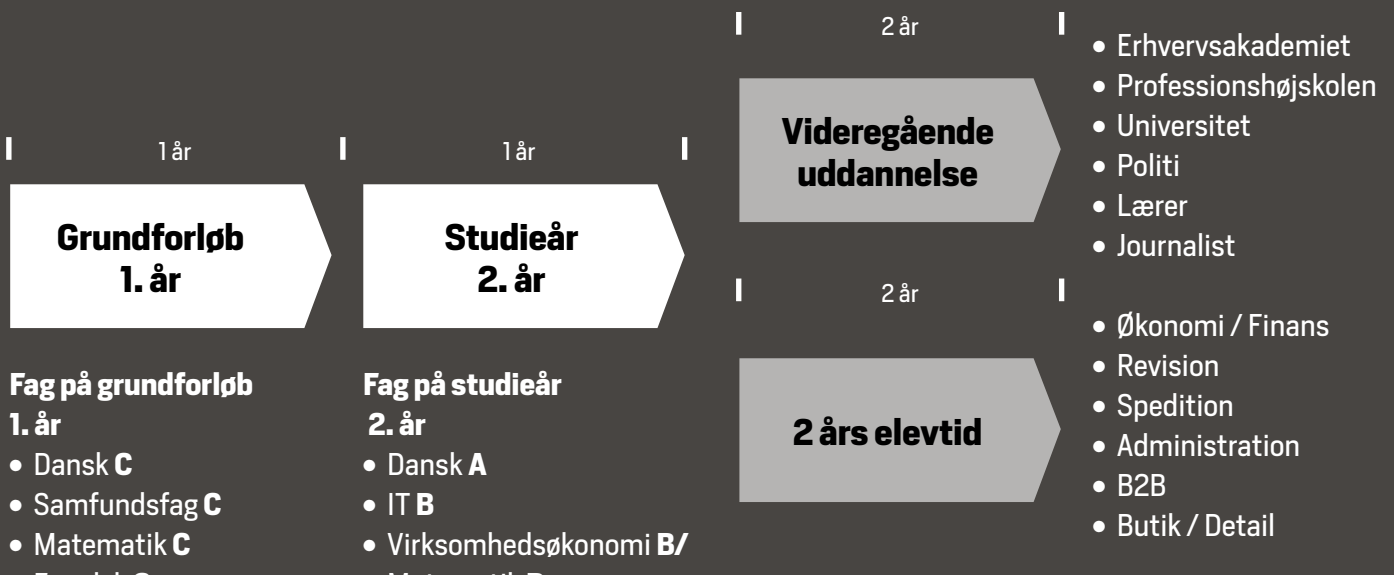 1 år
Grundforløb
1. år
Fag på grundforløb
1. år
• Dansk C
• Samfundsfag C
• Matematik C
1 år
Studieår
2. år
Fag på studieår
2. år
• Dansk A
• IT B
• Virksomhedsøkonomi B/
2 år
Videregående
uddannelse
• Erhvervsakademiet
• Professionshøjskolen
• Universitet
• Politi
• Lærer
• Journalist
2 år
2 års elevtid
• Økonomi / Finans
• Revision
• Spedition
• Administration
• B2B
• Butik / Detail